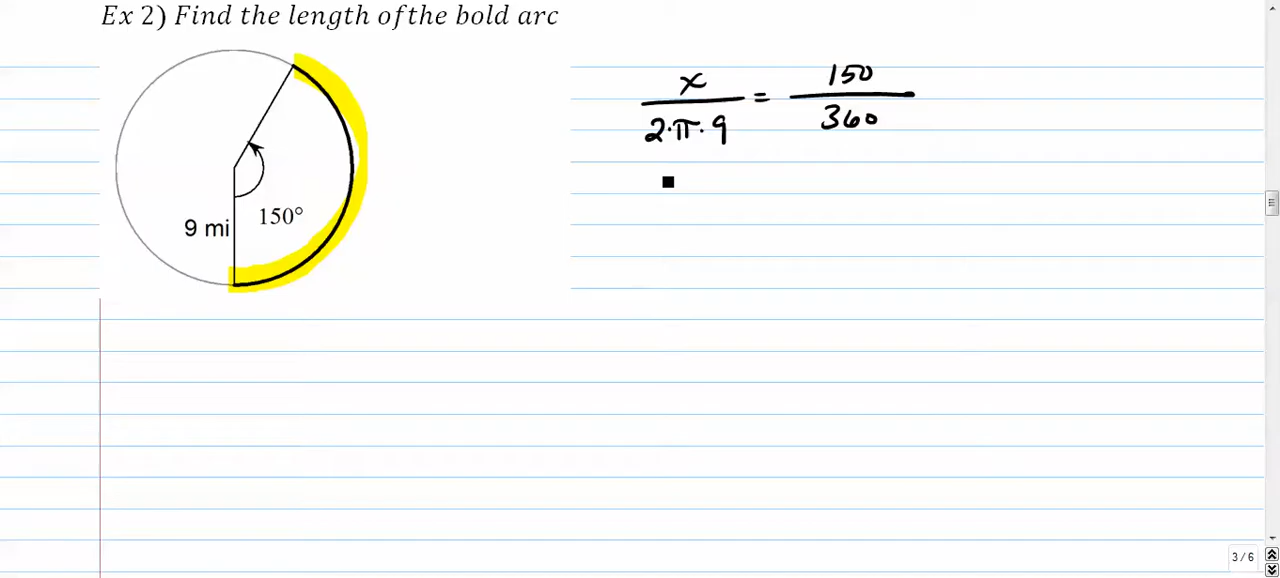 Ex 2) Find the length of the bold arc
x / 2·π·9 = 150 / 360
9 mi
150°
3 / 6